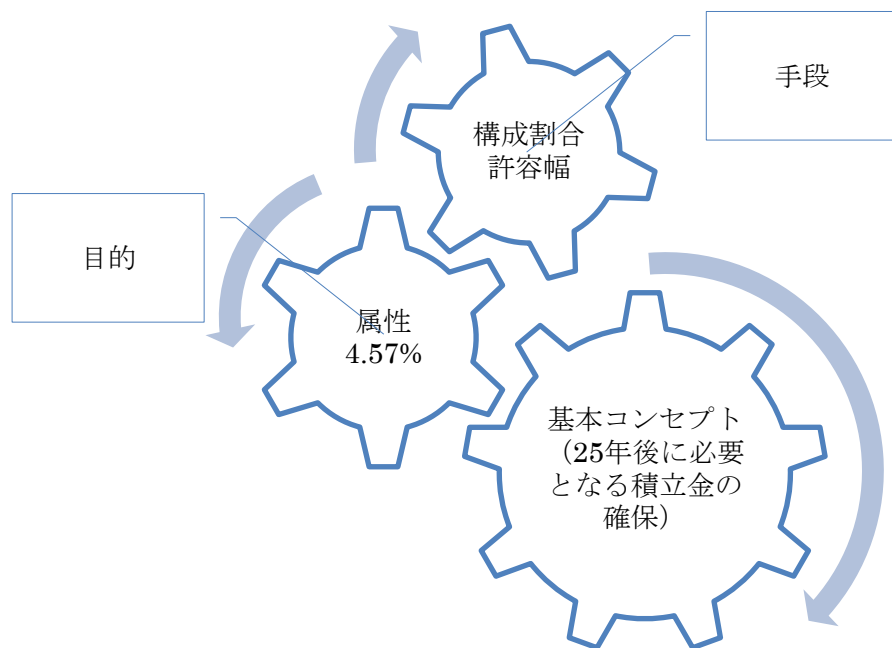 手段
構成割合
許容幅
目的
属性
4.57%
基本コンセプト
（25年後に必要
となる積立金の
確保）